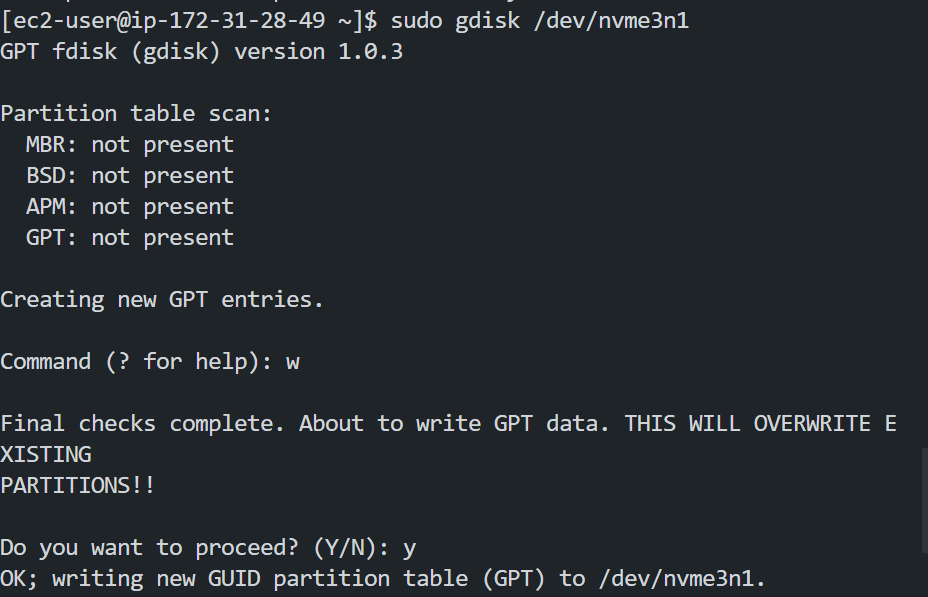 [ec2-user@ip-172-31-28-49 ~]$ sudo gdisk /dev/nvme3n1
GPT fdisk (gdisk) version 1.0.3
Partition table scan:
MBR: not present
BSD: not present
APM: not present
GPT: not present
Creating new GPT entries.
Command (? for help): w
Final checks complete. About to write GPT data. THIS WILL OVERWRITE E
XISTING
PARTITIONS!!
Do you want to proceed? (Y/N): y
OK; writing new GUID partition table (GPT) to /dev/nvme3n1.